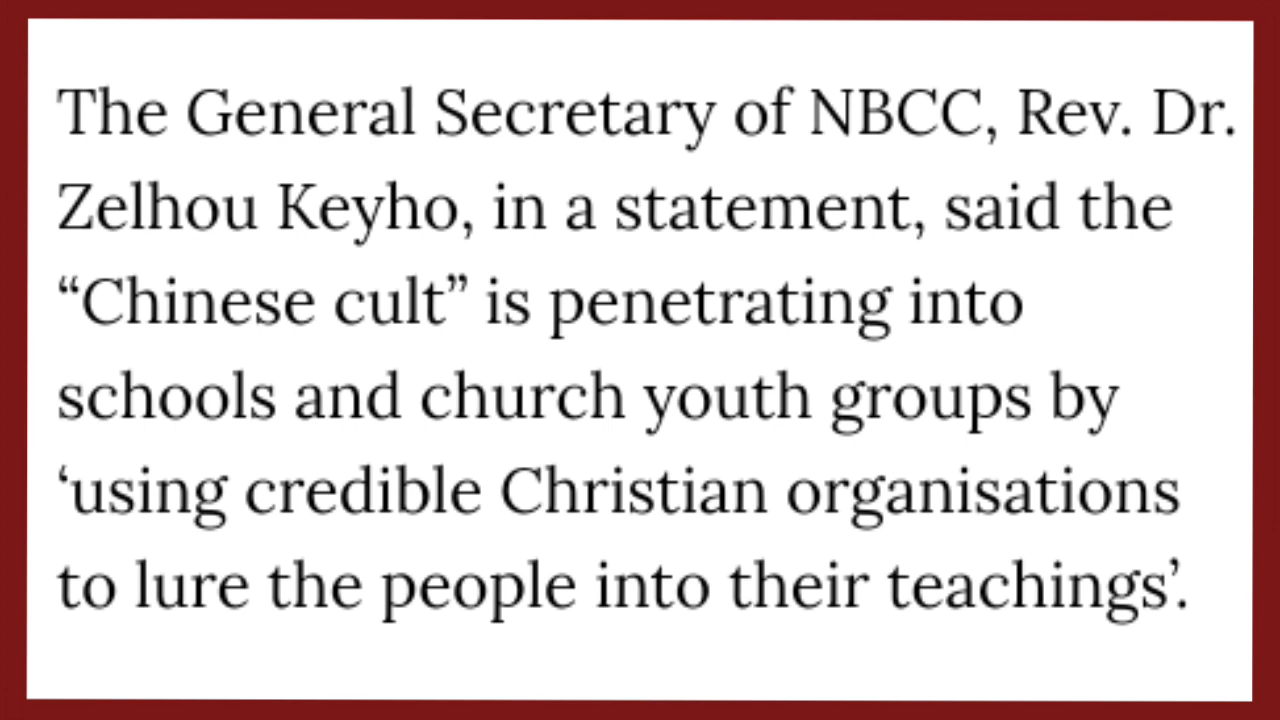 The General Secretary of NBCC, Rev. Dr.
Zelhou Keyho, in a statement, said the
“Chinese cult” is penetrating into
schools and church youth groups by
‘using credible Christian organisations
to lure the people into their teachings’.